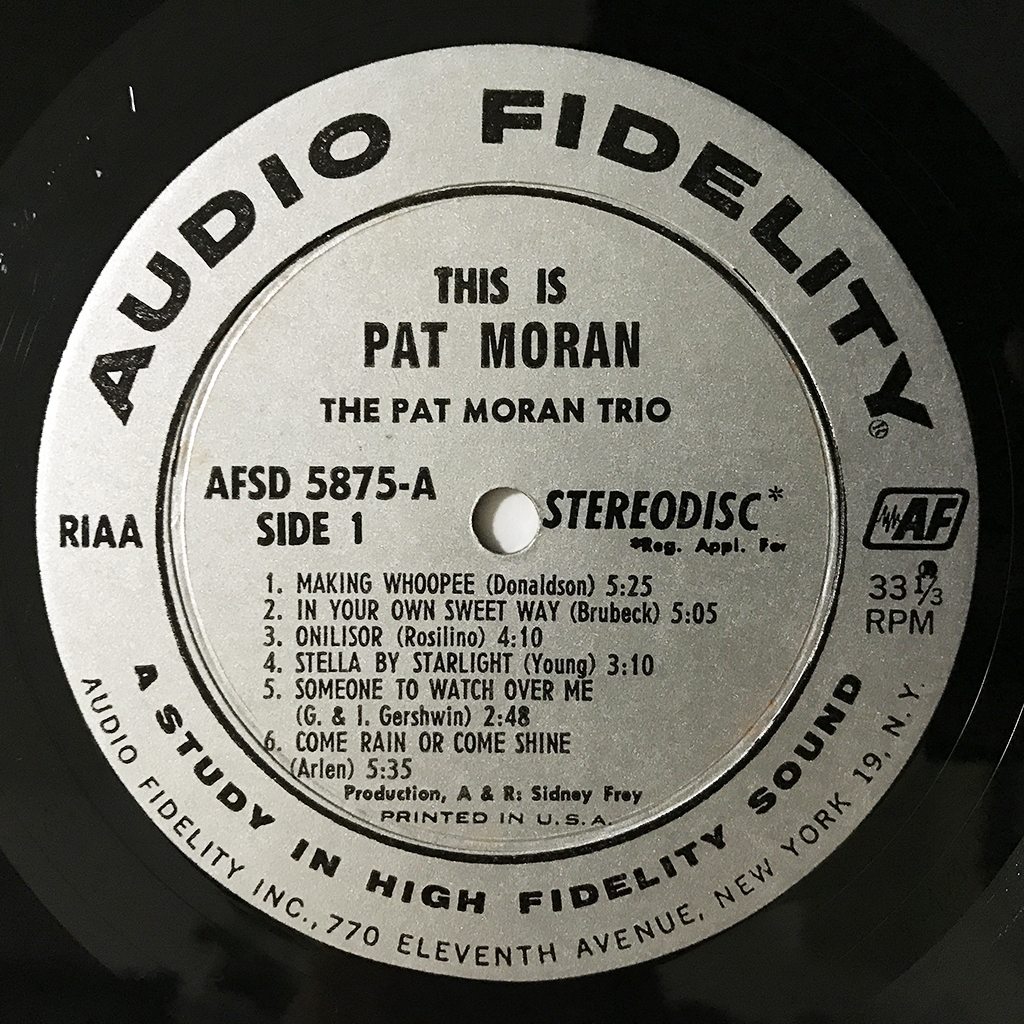 AUDIO FIDELITY®
THIS IS
PAT MORAN
THE PAT MORAN TRIO
AFSD 5875-A
SIDE 1
STEREODISC*
*Reg. Appl. For
RIAA
AF
33 1/3
RPM
1. MAKING WHOOPEE (Donaldson) 5:25
2. IN YOUR OWN SWEET WAY (Brubeck) 5:05
3. ONILISOR (Rosilino) 4:10
4. STELLA BY STARLIGHT (Young) 3:10
5. SOMEONE TO WATCH OVER ME
(G. & I. Gershwin) 2:48
6. COME RAIN OR COME SHINE
(Arlen) 5:35
Production, A & R: Sidney Frey
PRINTED IN U.S.A.
A STUDY IN HIGH FIDELITY SOUND
AUDIO FIDELITY INC., 770 ELEVENTH AVENUE, NEW YORK 19, N. Y.